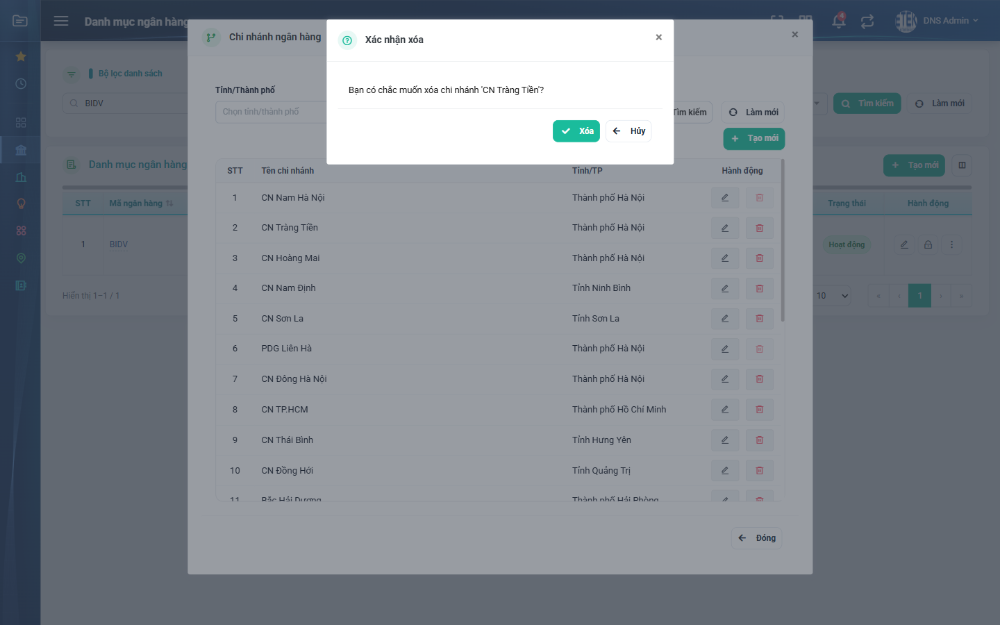 Danh mục ngân hàng
4
DNS Admin
Chi nhánh ngân hàng
×
Xác nhận xóa
×
Bạn có chắc muốn xóa chi nhánh 'CN Tràng Tiền'?
Xóa
Hủy
Bộ lọc danh sách
BIDV
Tìm kiếm
Làm mới
Tỉnh/Thành phố
Chọn tỉnh/thành phố
Tìm kiếm
Làm mới
Tạo mới
Danh mục ngân hàng
Tạo mới
STT Mã ngân hàng Trạng thái Hành động
1 BIDV Hoạt động
Hiển thị 1–1 / 1
10 « ‹ 1 › »
STT Tên chi nhánh Tỉnh/TP Hành động
1 CN Nam Hà Nội Thành phố Hà Nội
2 CN Tràng Tiền Thành phố Hà Nội
3 CN Hoàng Mai Thành phố Hà Nội
4 CN Nam Định Tỉnh Ninh Bình
5 CN Sơn La Tỉnh Sơn La
6 PDG Liên Hà Thành phố Hà Nội
7 CN Đông Hà Nội Thành phố Hà Nội
8 CN TP.HCM Thành phố Hồ Chí Minh
9 CN Thái Bình Tỉnh Hưng Yên
10 CN Đồng Hới Tỉnh Quảng Trị
11 Bắc Hải Dương Thành phố Hải Phòng
Đóng